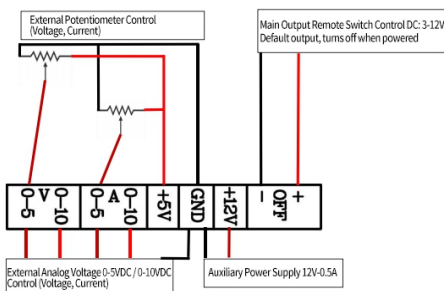 External Potentiometer Control
(Voltage, Current)
Main Output Remote Switch Control DC: 3-12V
Default output, turns off when powered
0-5
V
0-10
0-5
A
0-10
+5V
GND
+12V
-
OFF
+
External Analog Voltage 0-5VDC / 0-10VDC
Control (Voltage, Current)
Auxiliary Power Supply 12V-0.5A